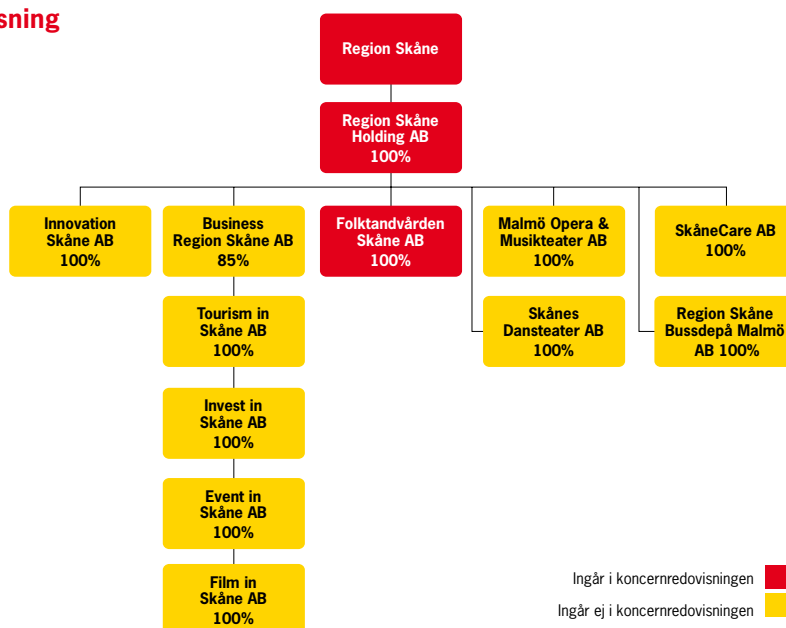 sning
Region Skåne
Region Skåne
Holding AB
100%
Innovation
Skåne AB
100%
Business
Region Skåne AB
85%
Folktandvården
Skåne AB
100%
Malmö Opera &
Musikteater AB
100%
SkåneCare AB
100%
Tourism in
Skåne AB
100%
Skånes
Dansteater AB
100%
Region Skåne
Bussdepå Malmö
AB 100%
Invest in
Skåne AB
100%
Event in
Skåne AB
100%
Film in
Skåne AB
100%
Ingår i koncernredovisningen
Ingår ej i koncernredovisningen